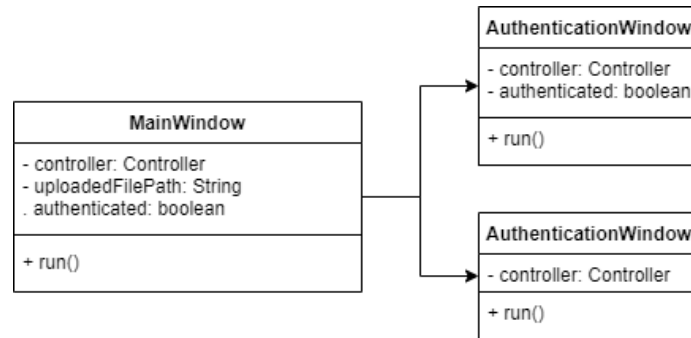 MainWindow
- controller: Controller
- uploadedFilePath: String
. authenticated: boolean
+ run()
AuthenticationWindow
- controller: Controller
- authenticated: boolean
+ run()
AuthenticationWindow
- controller: Controller
+ run()